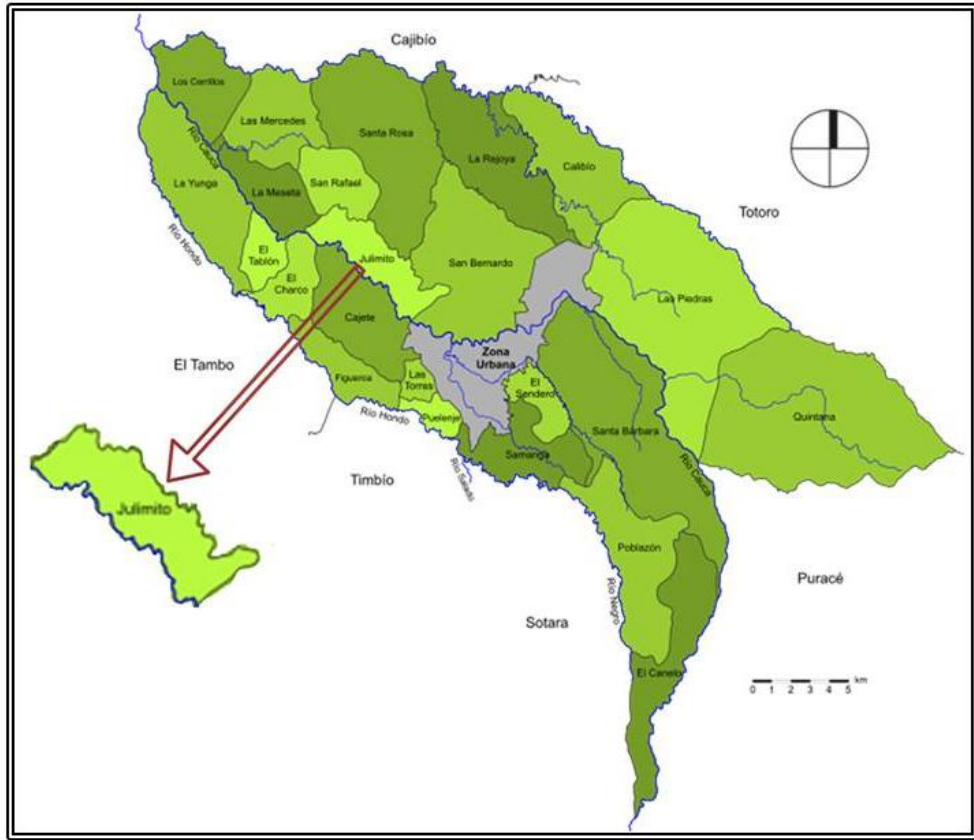 Cajibío
Los Cerrillos
Las Mercedes
Santa Rosa
La Rejoya
Calibío
Río Cauca
La Yunga
La Meseta
San Rafael
Totoro
Río Hondo
El
Tablón
El
Charco
Julimito
San Bernardo
Las Piedras
Cajete
Zona
Urbana
El Tambo
Figueroa
Las
Torres
El
Sendero
Quintana
Río Hondo
Puelenje
Santa Bárbara
Samanga
Río Cauca
Timbío
Río Salado
Julimito
Poblazón
Puracé
Río Negro
Sotara
El Canelo
km
0 1 2 3 4 5